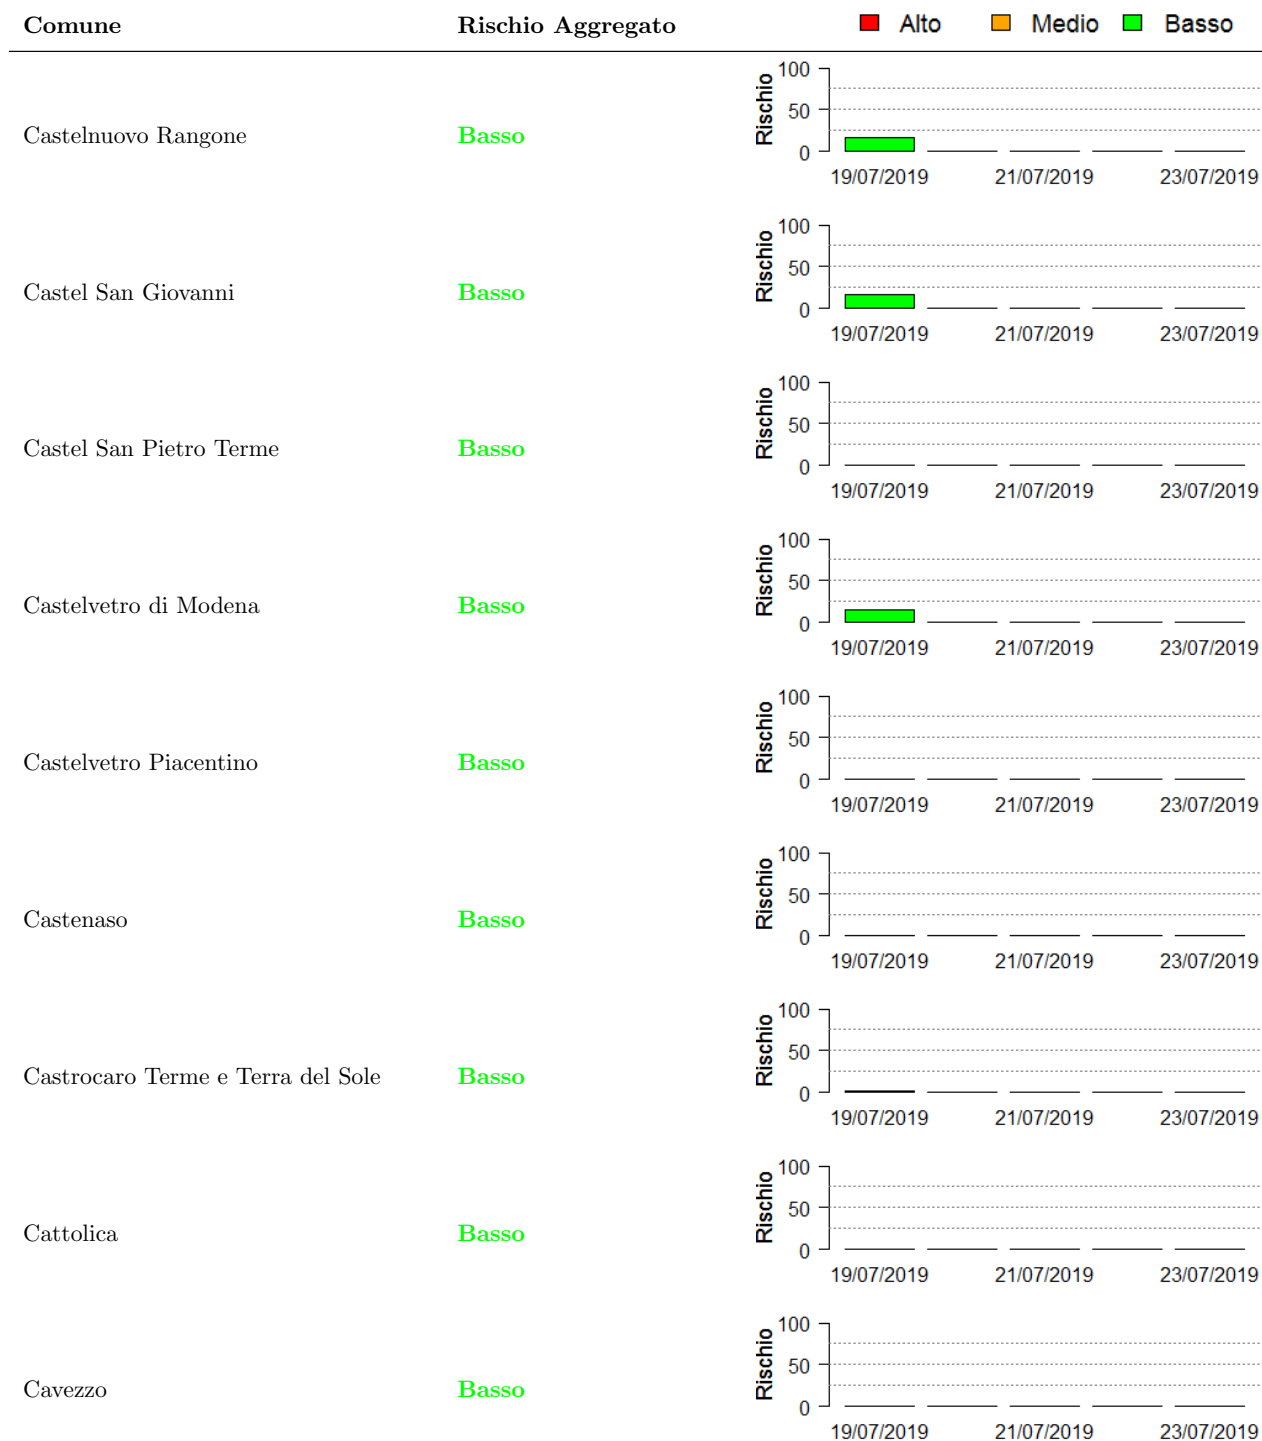 Comune Rischio Aggregato Alto Medio Basso
Castelnuovo Rangone Basso Rischio 100 50 0
19/07/2019 21/07/2019 23/07/2019
Castel San Giovanni Basso Rischio 100 50 0
19/07/2019 21/07/2019 23/07/2019
Castel San Pietro Terme Basso Rischio 100 50 0
19/07/2019 21/07/2019 23/07/2019
Castelvetro di Modena Basso Rischio 100 50 0
19/07/2019 21/07/2019 23/07/2019
Castelvetro Piacentino Basso Rischio 100 50 0
19/07/2019 21/07/2019 23/07/2019
Castenaso Basso Rischio 100 50 0
19/07/2019 21/07/2019 23/07/2019
Castrocaro Terme e Terra del Sole Basso Rischio 100 50 0
19/07/2019 21/07/2019 23/07/2019
Cattolica Basso Rischio 100 50 0
19/07/2019 21/07/2019 23/07/2019
Cavezzo Basso Rischio 100 50 0
19/07/2019 21/07/2019 23/07/2019